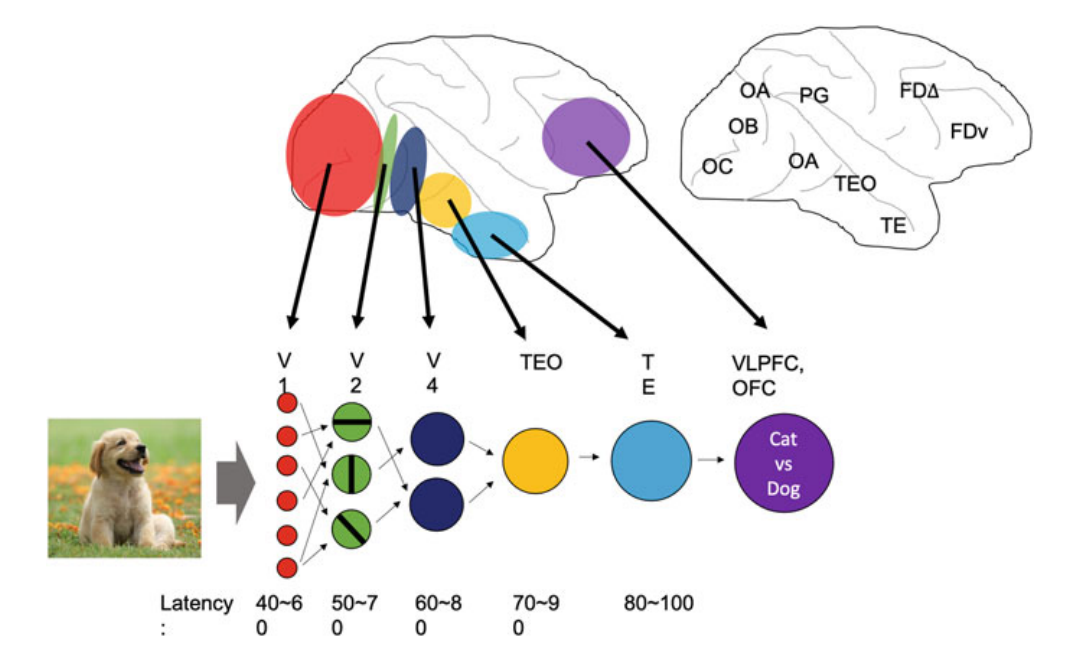 OA
PG
FDΔ
OB
FDv
OC
OA
TEO
TE
V
1
V
2
V
4
TEO
T
E
VLPFC,
OFC
Cat
vs
Dog
Latency
:
40~6
0
50~7
0
60~8
0
70~9
0
80~100